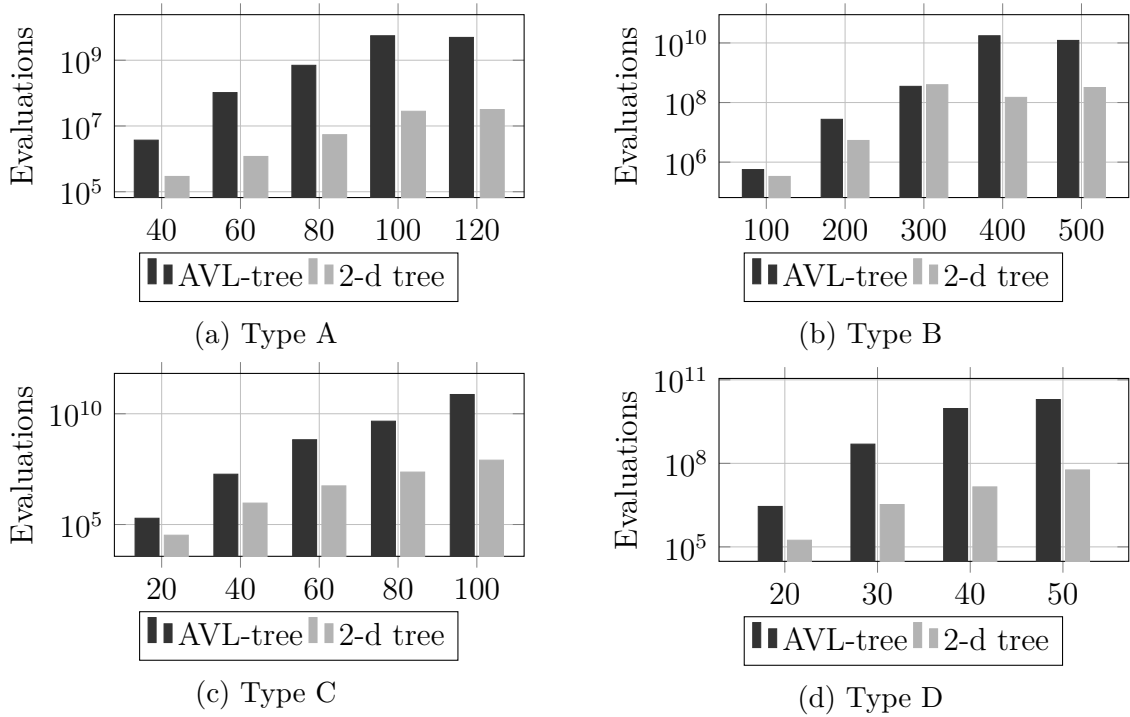 Evaluations
10^9
10^7
10^5
40 60 80 100 120
AVL-tree 2-d tree
(a) Type A
Evaluations
10^10
10^8
10^6
100 200 300 400 500
AVL-tree 2-d tree
(b) Type B
Evaluations
10^10
10^5
20 40 60 80 100
AVL-tree 2-d tree
(c) Type C
Evaluations
10^11
10^8
10^5
20 30 40 50
AVL-tree 2-d tree
(d) Type D